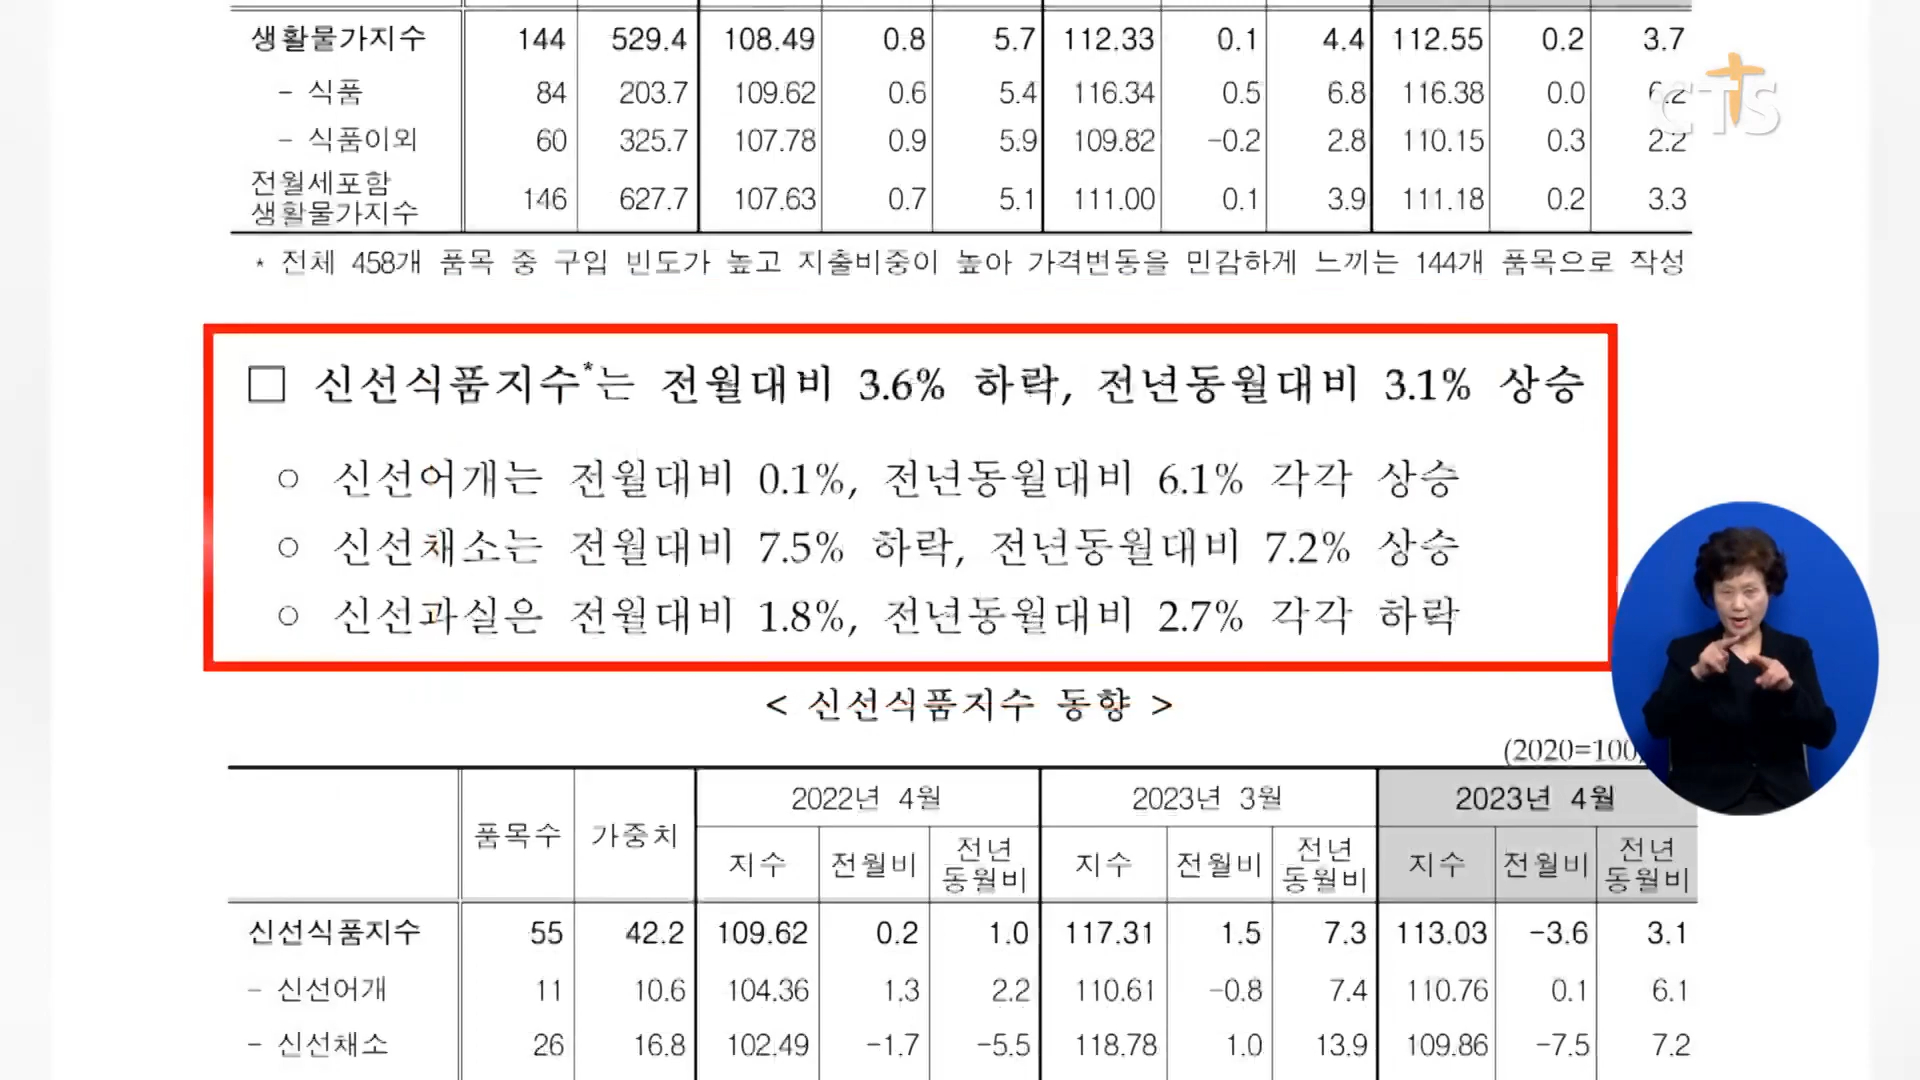 생활물가지수 144 529.4 108.49 0.8 5.7 112.33 0.1 4.4 112.55 0.2 3.7
- 식품 84 203.7 109.62 0.6 5.4 116.34 0.5 6.8 116.38 0.0 6.2
CTS
- 식품이외 60 325.7 107.78 0.9 5.9 109.82 -0.2 2.8 110.15 0.3 2.2
전월세포함
생활물가지수 146 627.7 107.63 0.7 5.1 111.00 0.1 3.9 111.18 0.2 3.3
* 전체 458개 품목 중 구입 빈도가 높고 지출비중이 높아 가격변동을 민감하게 느끼는 144개 품목으로 작성
□ 신선식품지수*는 전월대비 3.6% 하락, 전년동월대비 3.1% 상승
○ 신선어개는 전월대비 0.1%, 전년동월대비 6.1% 각각 상승
○ 신선채소는 전월대비 7.5% 하락, 전년동월대비 7.2% 상승
○ 신선과실은 전월대비 1.8%, 전년동월대비 2.7% 각각 하락
< 신선식품지수 동향 >
(2020=100,
품목수 가중치 2022년 4월 2023년 3월 2023년 4월
지수 전월비 전년동월비 지수 전월비 전년동월비 지수 전월비 전년동월비
신선식품지수 55 42.2 109.62 0.2 1.0 117.31 1.5 7.3 113.03 -3.6 3.1
- 신선어개 11 10.6 104.36 1.3 2.2 110.61 -0.8 7.4 110.76 0.1 6.1
- 신선채소 26 16.8 102.49 -1.7 -5.5 118.78 1.0 13.9 109.86 -7.5 7.2